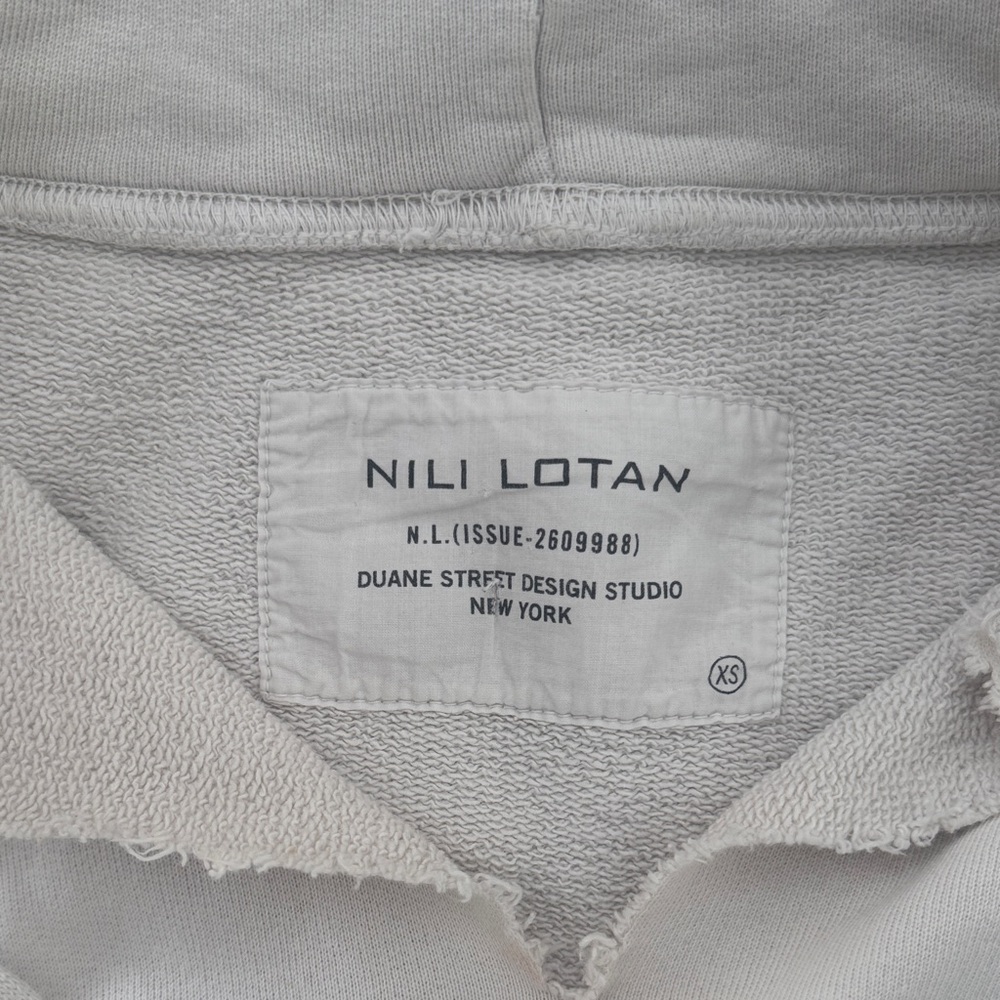 NILI LOTAN
N.L.(ISSUE-2609988)
DUANE STREET DESIGN STUDIO
NEW YORK
XS